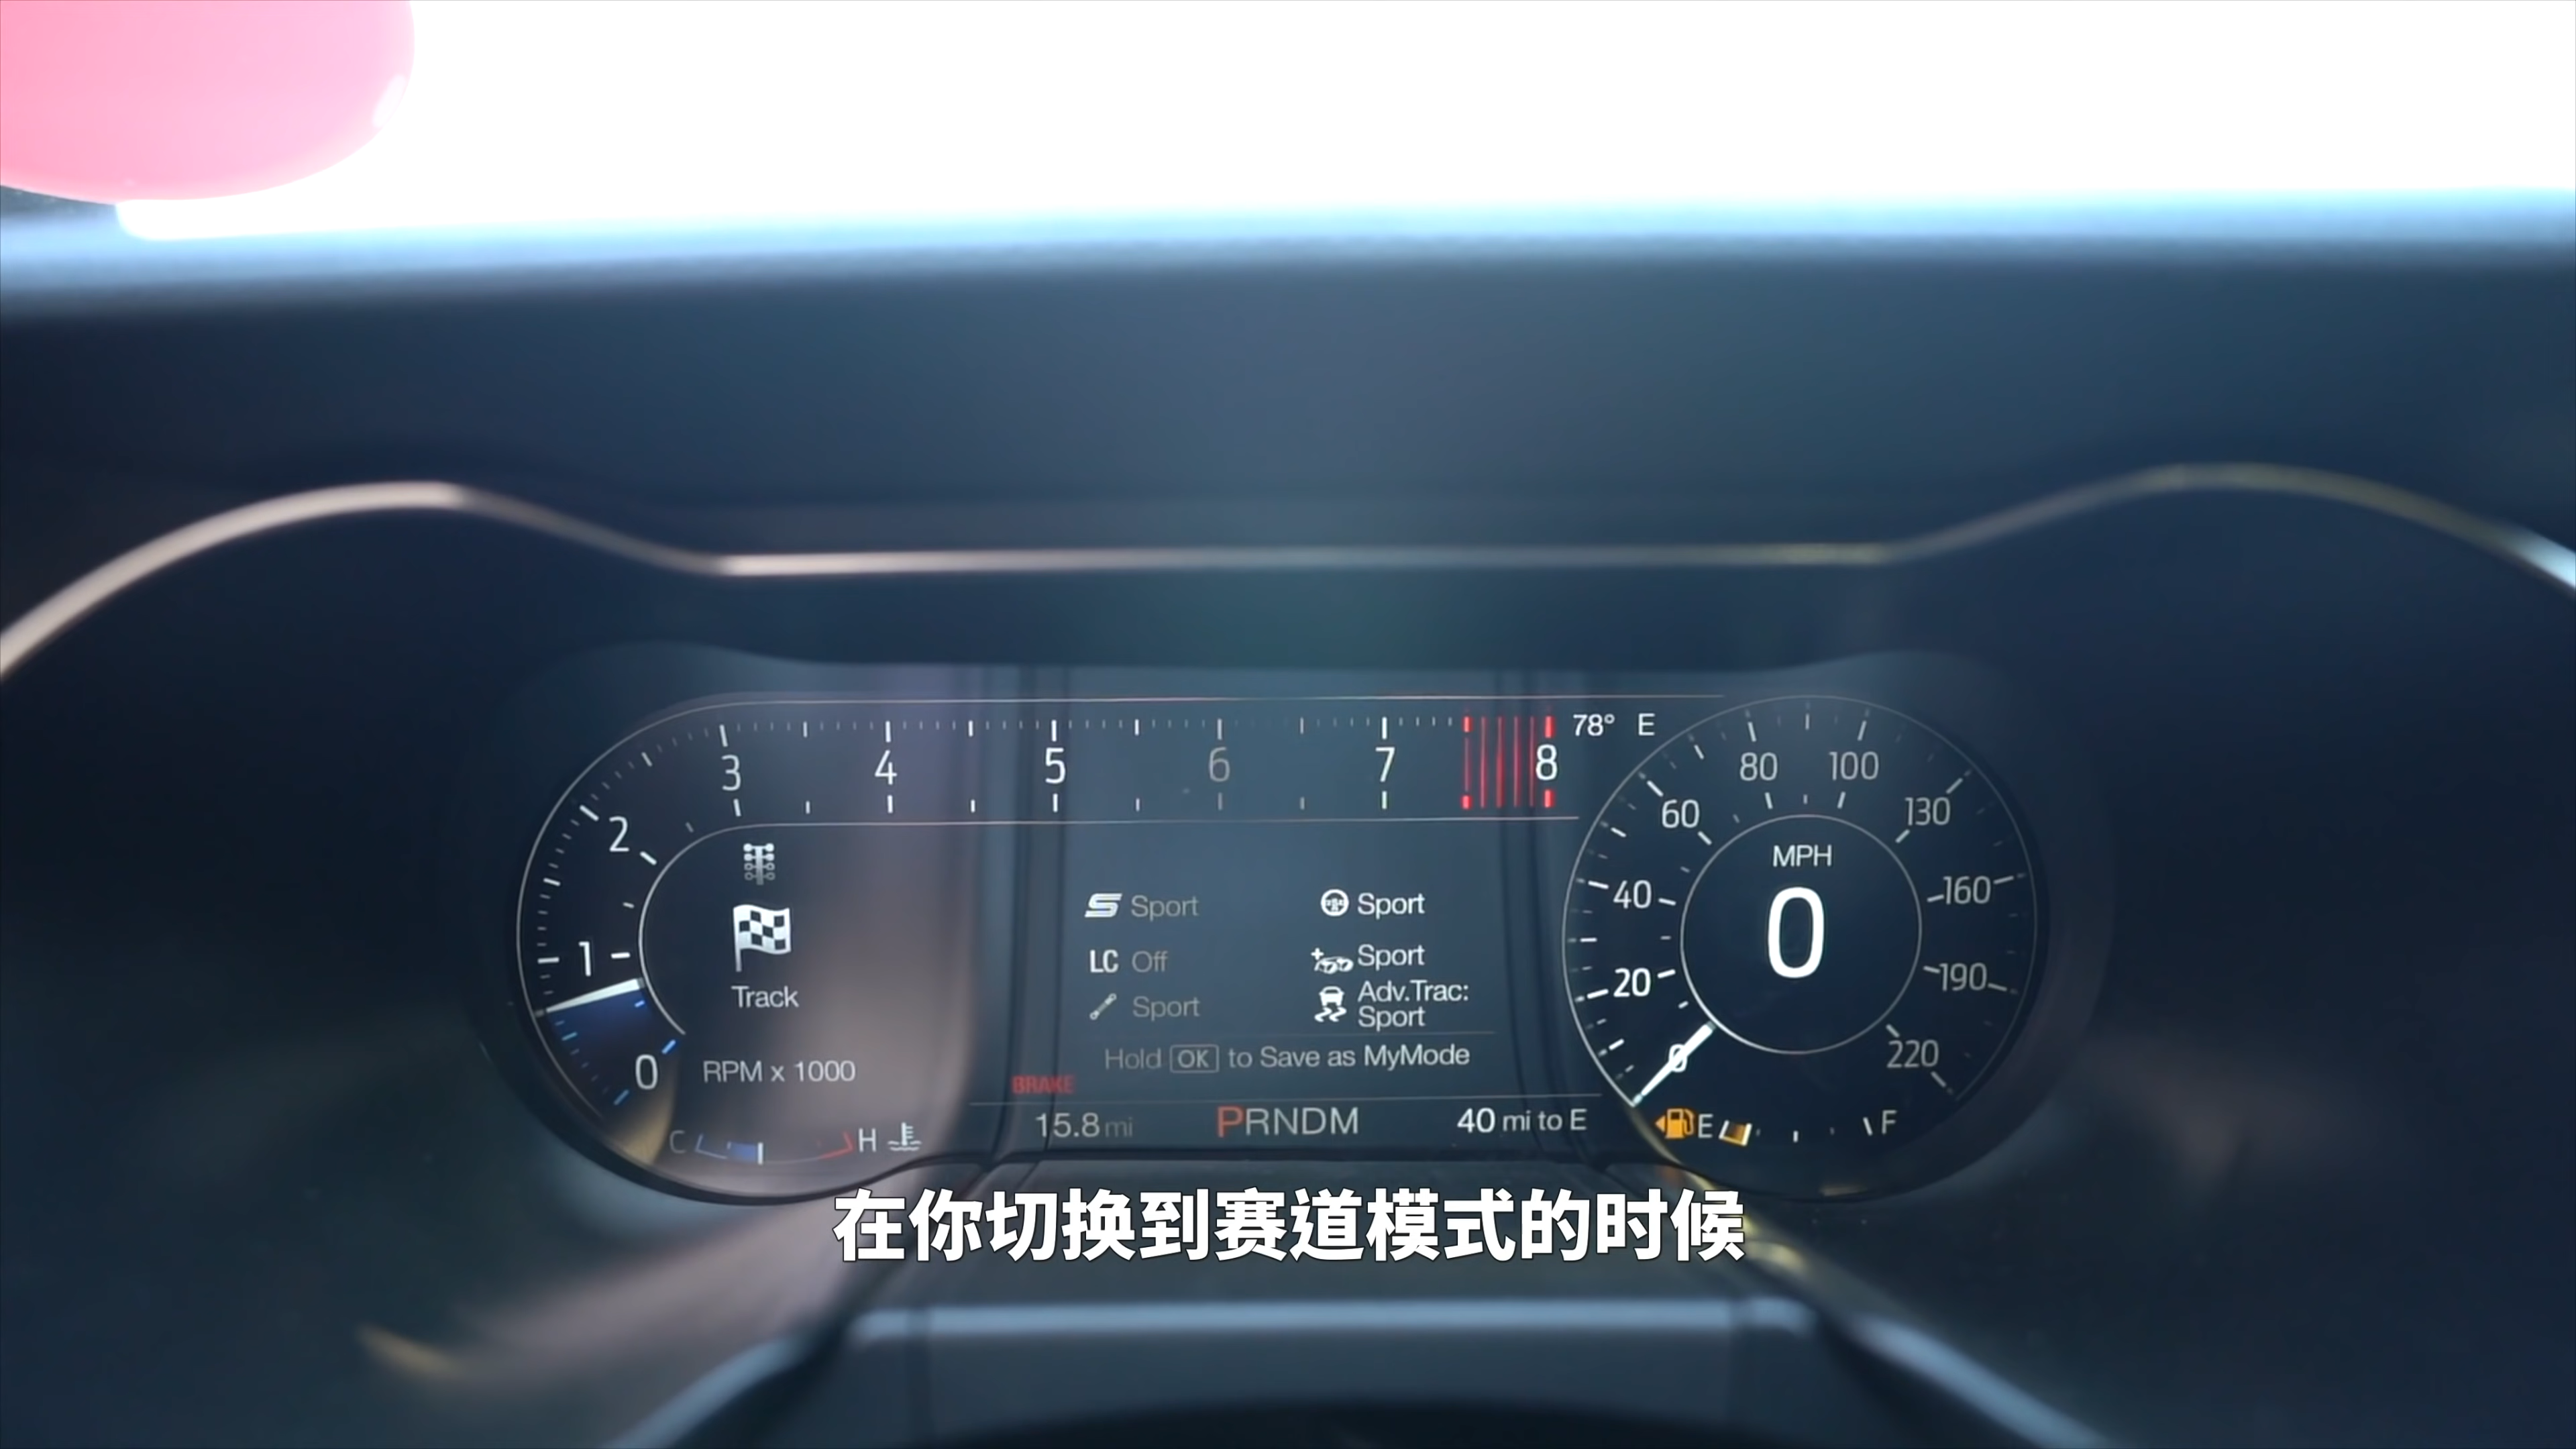 3 4 5 6 7 8 78° E
2
1
0
Track
RPM x 1000
C H
Sport
Sport
LC Off
Sport
Sport
Adv.Trac:
Sport
Hold OK to Save as MyMode
BRAKE
15.8 mi PRNDM 40 mi to E
0 20 40 60 80 100 130 160 190 220
MPH
0
E F
在你切换到赛道模式的时候